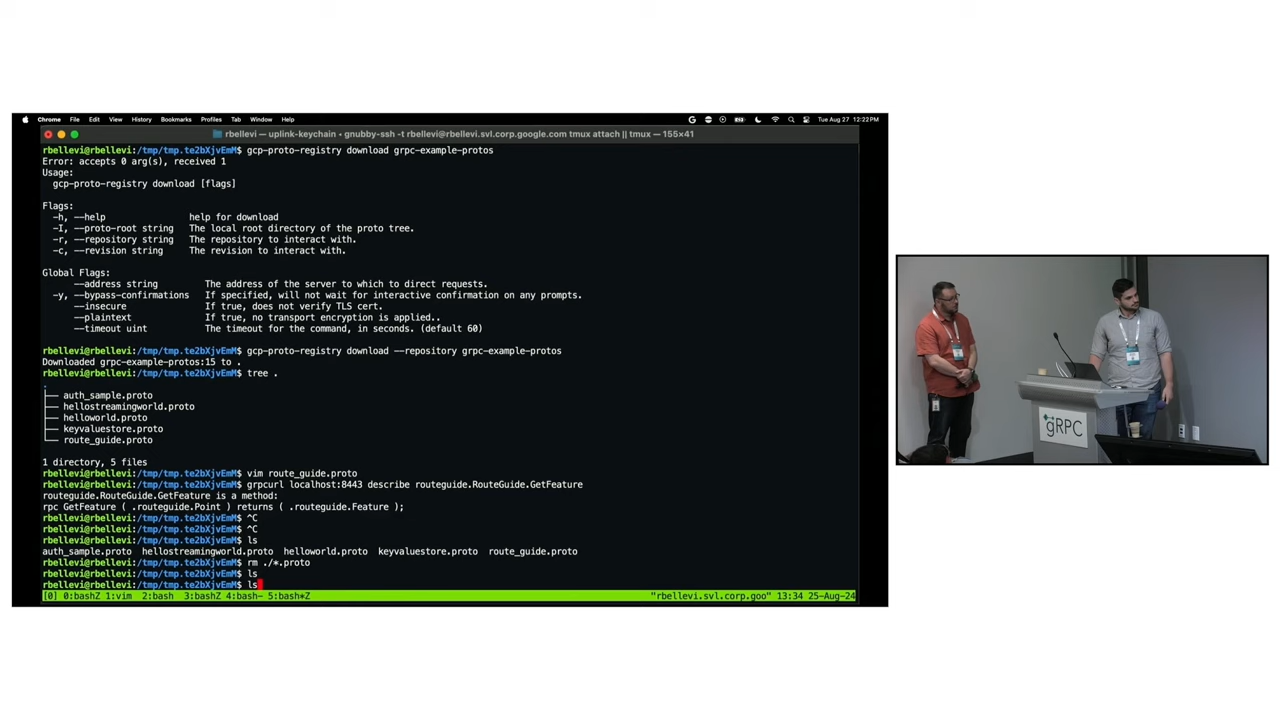 Chrome File Edit View History Bookmarks Profiles Tab Window Help Tue Aug 27 12:22 PM
rbellevi — uplink-keychain • gnubby-ssh -t rbellevi@rbellevi.svl.corp.google.com tmux attach || tmux — 155×41
rbellevi@rbellevi:/tmp/tmp.te2bXjvEmM$ gcp-proto-registry download grpc-example-protos
Error: accepts 0 arg(s), received 1
Usage:
gcp-proto-registry download [flags]
Flags:
-h, --help help for download
-I, --proto-root string The local root directory of the proto tree.
-r, --repository string The repository to interact with.
-c, --revision string The revision to interact with.
Global Flags:
--address string The address of the server to which to direct requests.
-y, --bypass-confirmations If specified, will not wait for interactive confirmation on any prompts.
--insecure If true, does not verify TLS cert.
--plaintext If true, no transport encryption is applied..
--timeout uint The timeout for the command, in seconds. (default 60)
rbellevi@rbellevi:/tmp/tmp.te2bXjvEmM$ gcp-proto-registry download --repository grpc-example-protos
Downloaded grpc-example-protos:15 to .
rbellevi@rbellevi:/tmp/tmp.te2bXjvEmM$ tree .
.
├── auth_sample.proto
├── hellostreamingworld.proto
├── helloworld.proto
├── keyvaluestore.proto
└── route_guide.proto
1 directory, 5 files
rbellevi@rbellevi:/tmp/tmp.te2bXjvEmM$ vim route_guide.proto
rbellevi@rbellevi:/tmp/tmp.te2bXjvEmM$ grpcurl localhost:8443 describe routeguide.RouteGuide.GetFeature
routeguide.RouteGuide.GetFeature is a method:
rpc GetFeature ( .routeguide.Point ) returns ( .routeguide.Feature );
rbellevi@rbellevi:/tmp/tmp.te2bXjvEmM$ ^C
rbellevi@rbellevi:/tmp/tmp.te2bXjvEmM$ ^C
rbellevi@rbellevi:/tmp/tmp.te2bXjvEmM$ ls
auth_sample.proto hellostreamingworld.proto helloworld.proto keyvaluestore.proto route_guide.proto
rbellevi@rbellevi:/tmp/tmp.te2bXjvEmM$ rm ./*.proto
rbellevi@rbellevi:/tmp/tmp.te2bXjvEmM$ ls
rbellevi@rbellevi:/tmp/tmp.te2bXjvEmM$ ls
[0] 0:bashZ 1:vim 2:bash 3:bashZ 4:bash- 5:bash*Z "rbellevi.svl.corp.goo" 13:34 25-Aug-24
gRPC